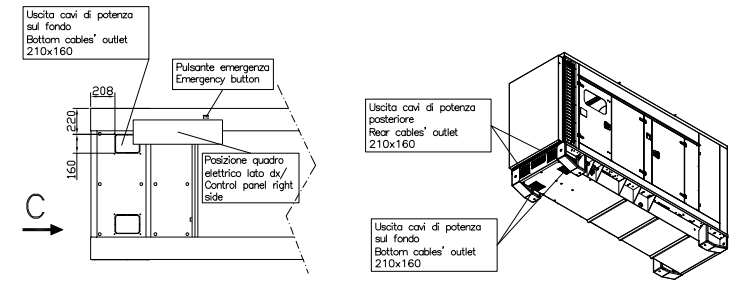 Uscita cavi di potenza
sul fondo
Bottom cables' outlet
210x160
Pulsante emergenza
Emergency button
208
220
160
Posizione quadro
elettrico lato dx/
Control panel right
side
C
Uscita cavi di potenza
posteriore
Rear cables' outlet
210x160
Uscita cavi di potenza
sul fondo
Bottom cables' outlet
210x160